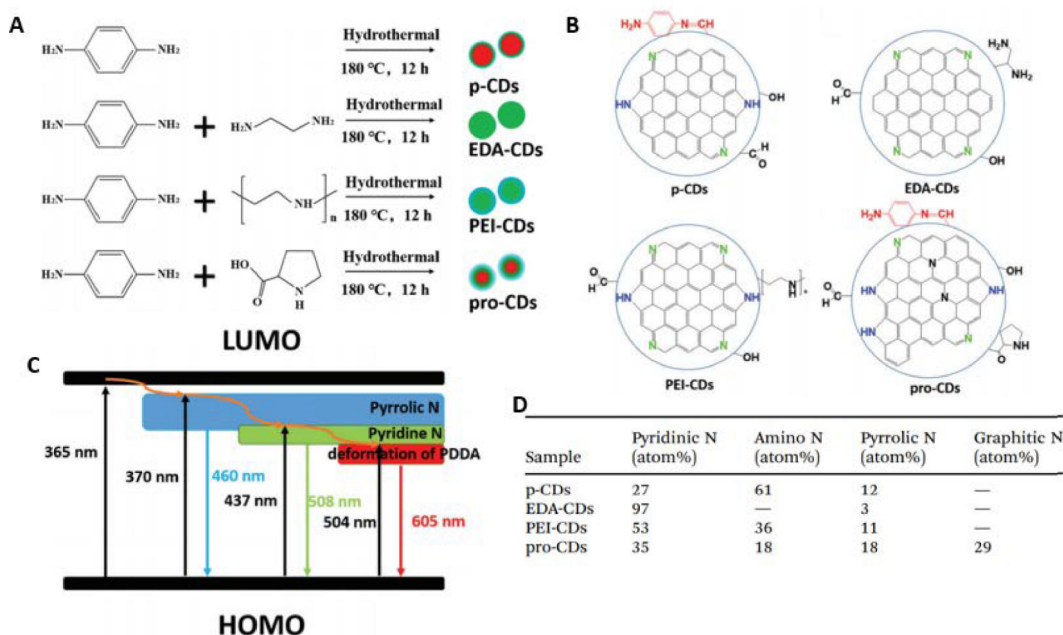 A
H₂N NH₂
Hydrothermal
180 ℃, 12 h
p-CDs
H₂N NH₂ + H₂N NH₂
Hydrothermal
180 ℃, 12 h
EDA-CDs
H₂N NH₂ + NH n
Hydrothermal
180 ℃, 12 h
PEI-CDs
H₂N NH₂ + HO O N H
Hydrothermal
180 ℃, 12 h
pro-CDs
B
H₂N N=CH
N N
HN NH
OH
N
C H O
p-CDs
H₂N
NH₂
N N
H C O
N N
OH
EDA-CDs
N N
O C H
HN NH
N H
N N
OH
PEI-CDs
H₂N N=CH
N N
OH
O C H
HN N NH
HN N
NH
O
pro-CDs
C
LUMO
Pyrrolic N
Pyridine N
deformation of PDDA
365 nm
370 nm
460 nm
437 nm
508 nm
504 nm
605 nm
HOMO
D
Sample Pyridinic N (atom%) Amino N (atom%) Pyrrolic N (atom%) Graphitic N (atom%)
p-CDs 27 61 12 —
EDA-CDs 97 — 3 —
PEI-CDs 53 36 11 —
pro-CDs 35 18 18 29